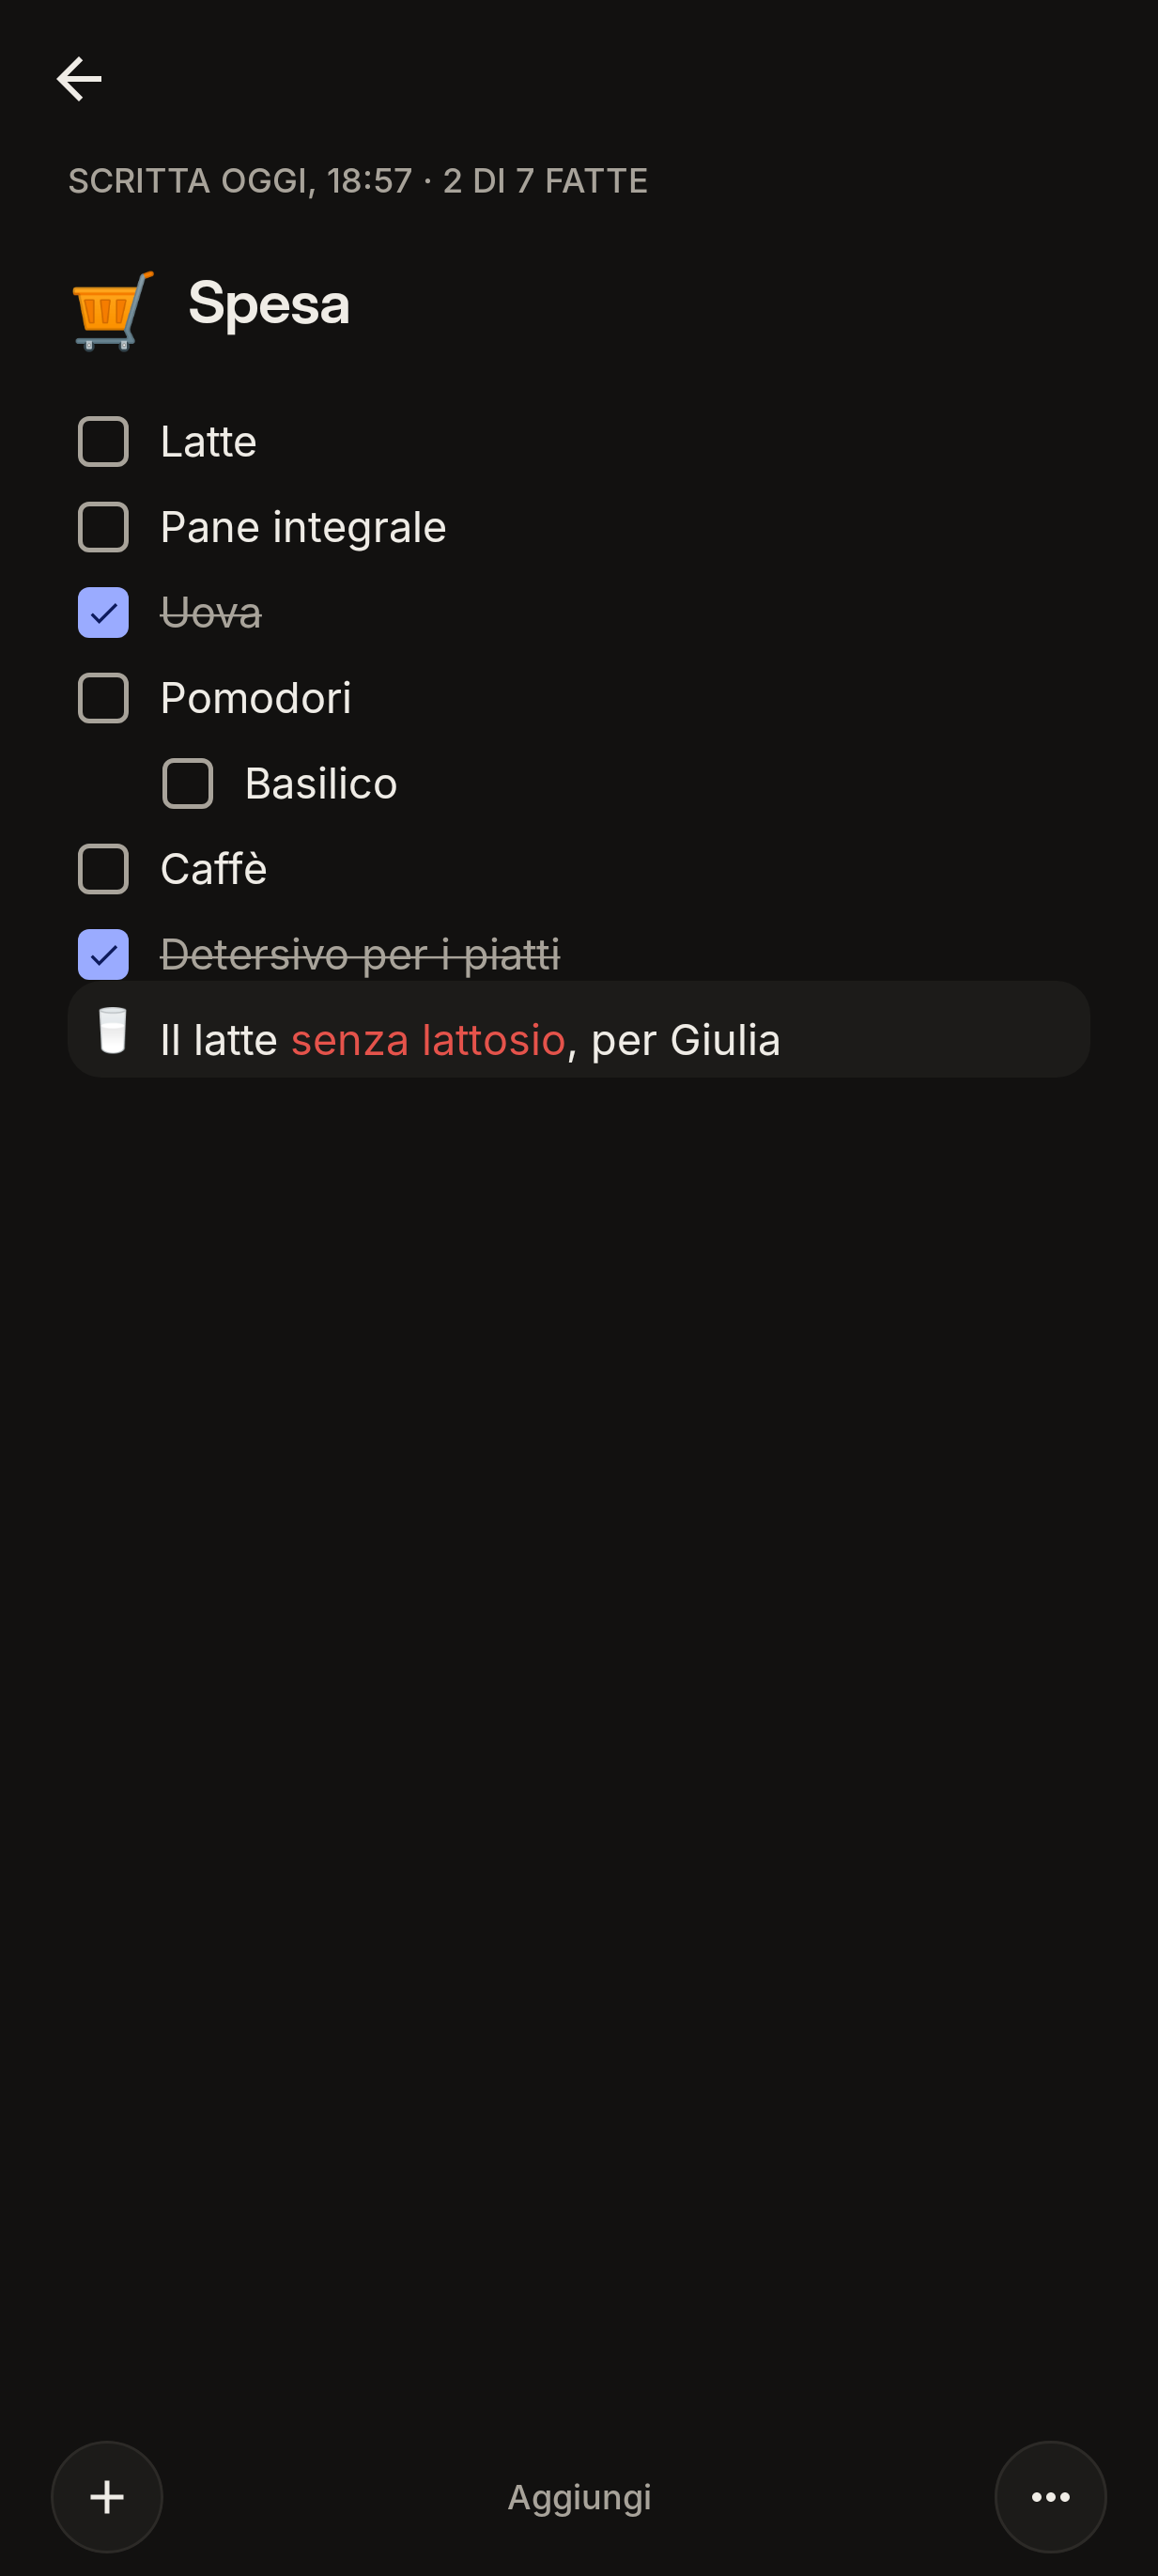 SCRITTA OGGI, 18:57 · 2 DI 7 FATTE
Spesa
Latte
Pane integrale
Uova
Pomodori
Basilico
Caffè
Detersivo per i piatti
Il latte senza lattosio, per Giulia
Aggiungi